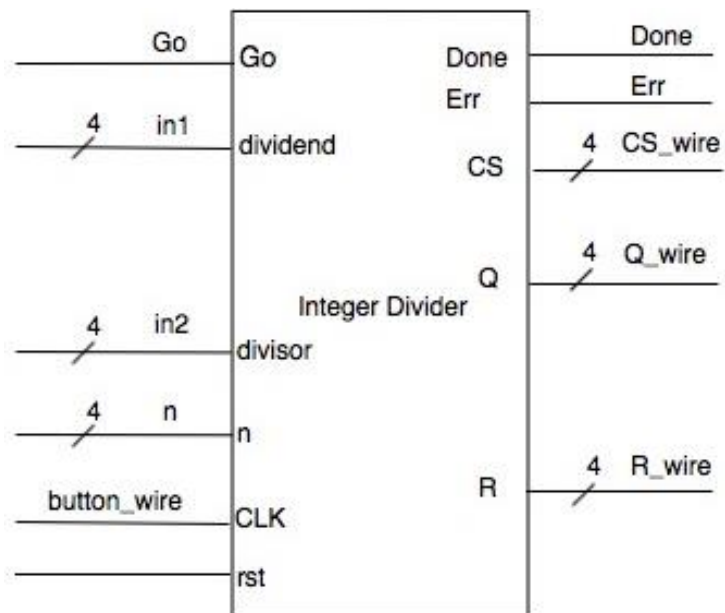 Go
Go
Done
Done
Err
Err
4
in1
dividend
4
CS_wire
CS
4
Q_wire
Q
Integer Divider
4
in2
divisor
4
n
n
4
R_wire
R
button_wire
CLK
rst